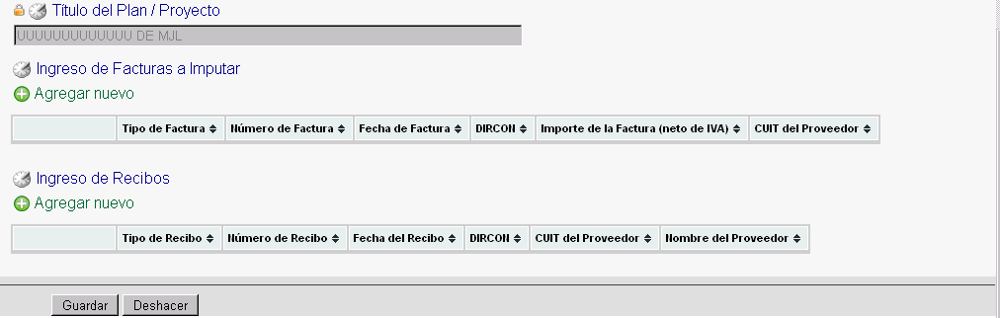 Título del Plan / Proyecto
UUUUUUUUUUUUU DE MJL
Ingreso de Facturas a Imputar
Agregar nuevo
Tipo de Factura Número de Factura Fecha de Factura DIRCON Importe de la Factura (neto de IVA) CUIT del Proveedor
Ingreso de Recibos
Agregar nuevo
Tipo de Recibo Número de Recibo Fecha del Recibo DIRCON CUIT del Proveedor Nombre del Proveedor
Guardar Deshacer